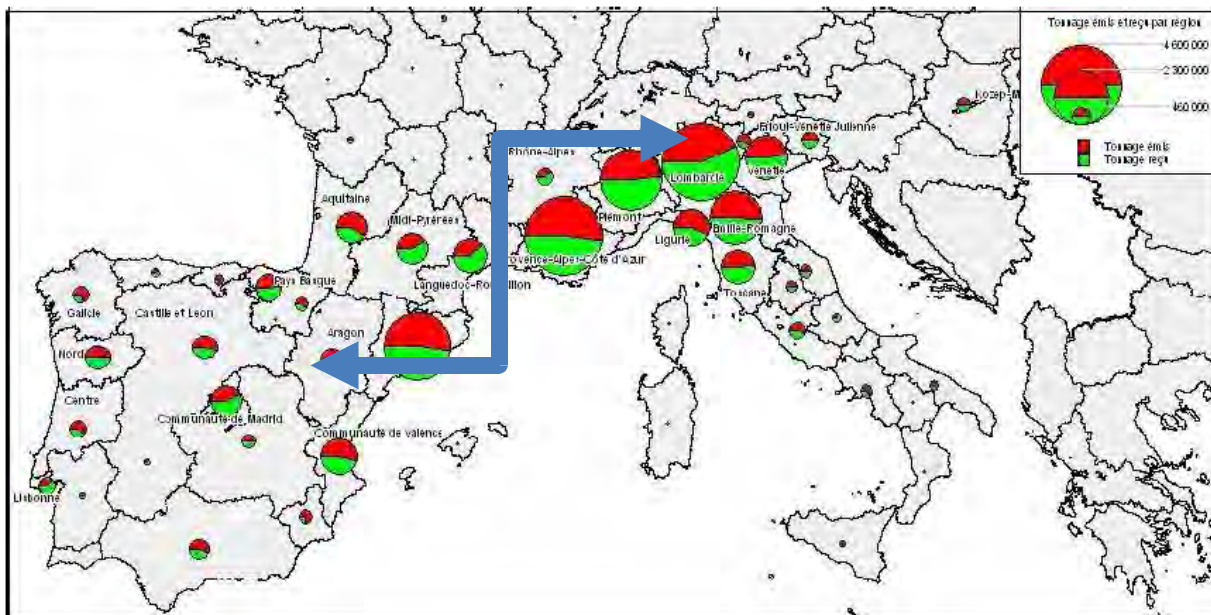 Tonnage émis et reçu par région
4 600 000
2 300 000
460 000
Tonnage émis
Tonnage reçu
Frioul-Vénétie Julienne
Rhône-Alpes
Lombardie
Vénétie
Aquitaine
Piémont
Midi-Pyrénées
Ligurie
Emilie-Romagne
Provence-Alpes-Côte d'Azur
Pays Basque
Languedoc-Roussillon
Toscane
Galicie
Castille et Leon
Aragon
Nord
Centre
Communauté de Madrid
Communauté de Valence
Lisbonne